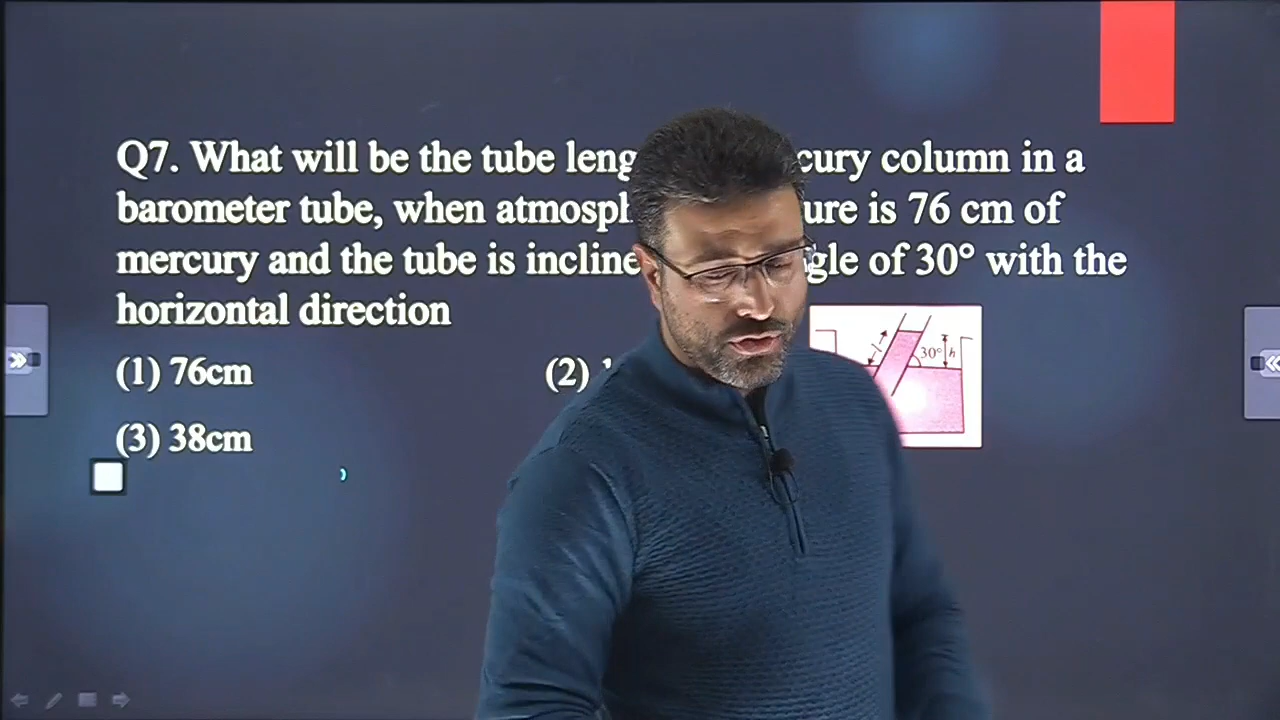 Q7. What will be the tube leng cury column in a
barometer tube, when atmosph ure is 76 cm of
mercury and the tube is incline gle of 30° with the
horizontal direction
(1) 76cm
(2)
(3) 38cm
l 30° h